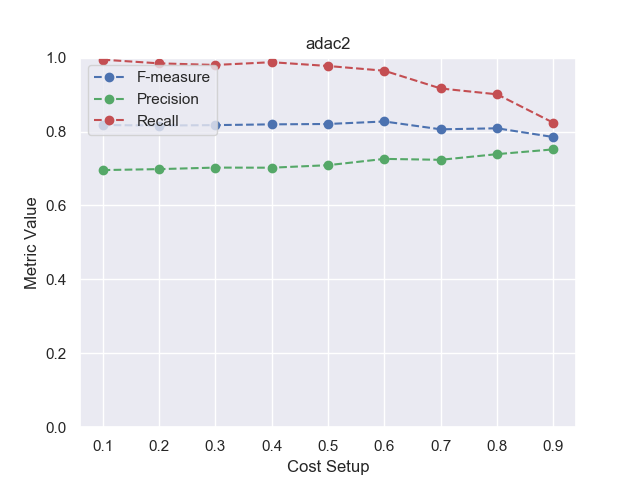 adac2
F-measure
Precision
Recall
Metric Value
1.0
0.8
0.6
0.4
0.2
0.0
0.1 0.2 0.3 0.4 0.5 0.6 0.7 0.8 0.9
Cost Setup